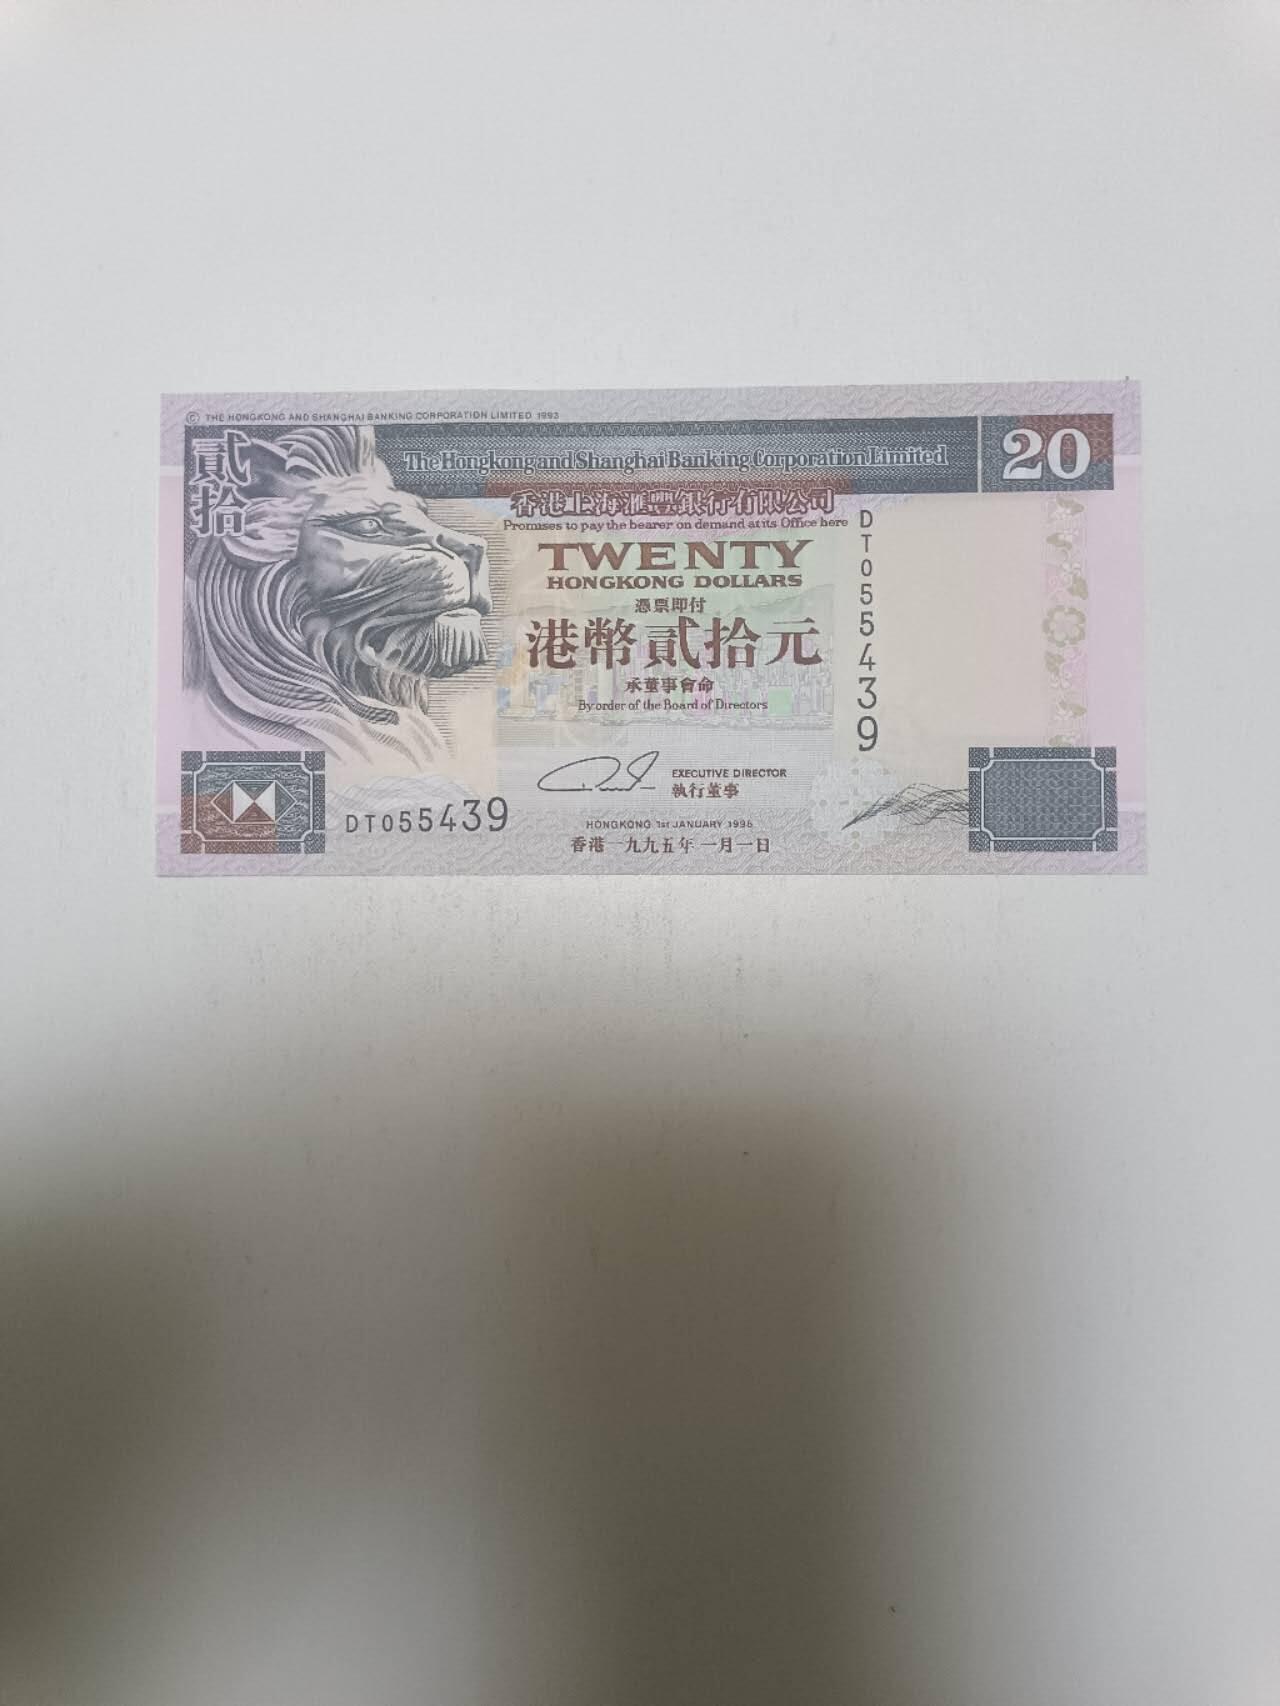 © THE HONGKONG AND SHANGHAI BANKING CORPORATION LIMITED 1993
貳拾
The Hongkong and Shanghai Banking Corporation Limited
20
香港上海滙豐銀行有限公司
Promises to pay the bearer on demand at its Office here
TWENTY
HONGKONG DOLLARS
憑票即付
港幣貳拾元
承董事會命
By order of the Board of Directors
DT055439
EXECUTIVE DIRECTOR
執行董事
DT055439
HONGKONG 1st JANUARY 1995
香港一九九五年一月一日